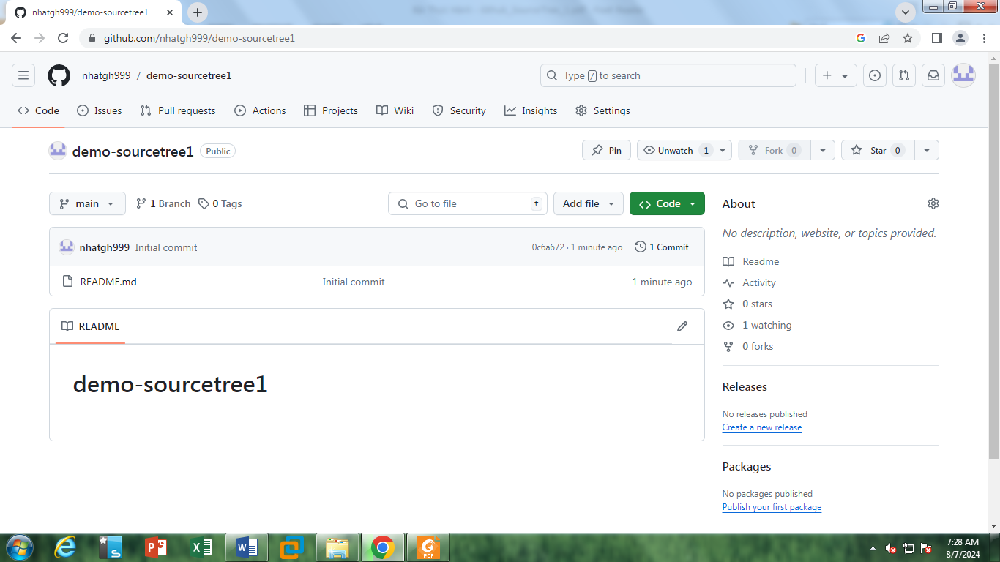 nhatgh999/demo-sourcetree1
github.com/nhatgh999/demo-sourcetree1
nhatgh999 / demo-sourcetree1
Type / to search
Code Issues Pull requests Actions Projects Wiki Security Insights Settings
demo-sourcetree1 Public
Pin Unwatch 1 Fork 0 Star 0
main 1 Branch 0 Tags Go to file t Add file Code
nhatgh999 Initial commit 0c6a672 · 1 minute ago 1 Commit
README.md Initial commit 1 minute ago
README
demo-sourcetree1
About
No description, website, or topics provided.
Readme
Activity
0 stars
1 watching
0 forks
Releases
No releases published
Create a new release
Packages
No packages published
Publish your first package
PDF
7:28 AM
8/7/2024